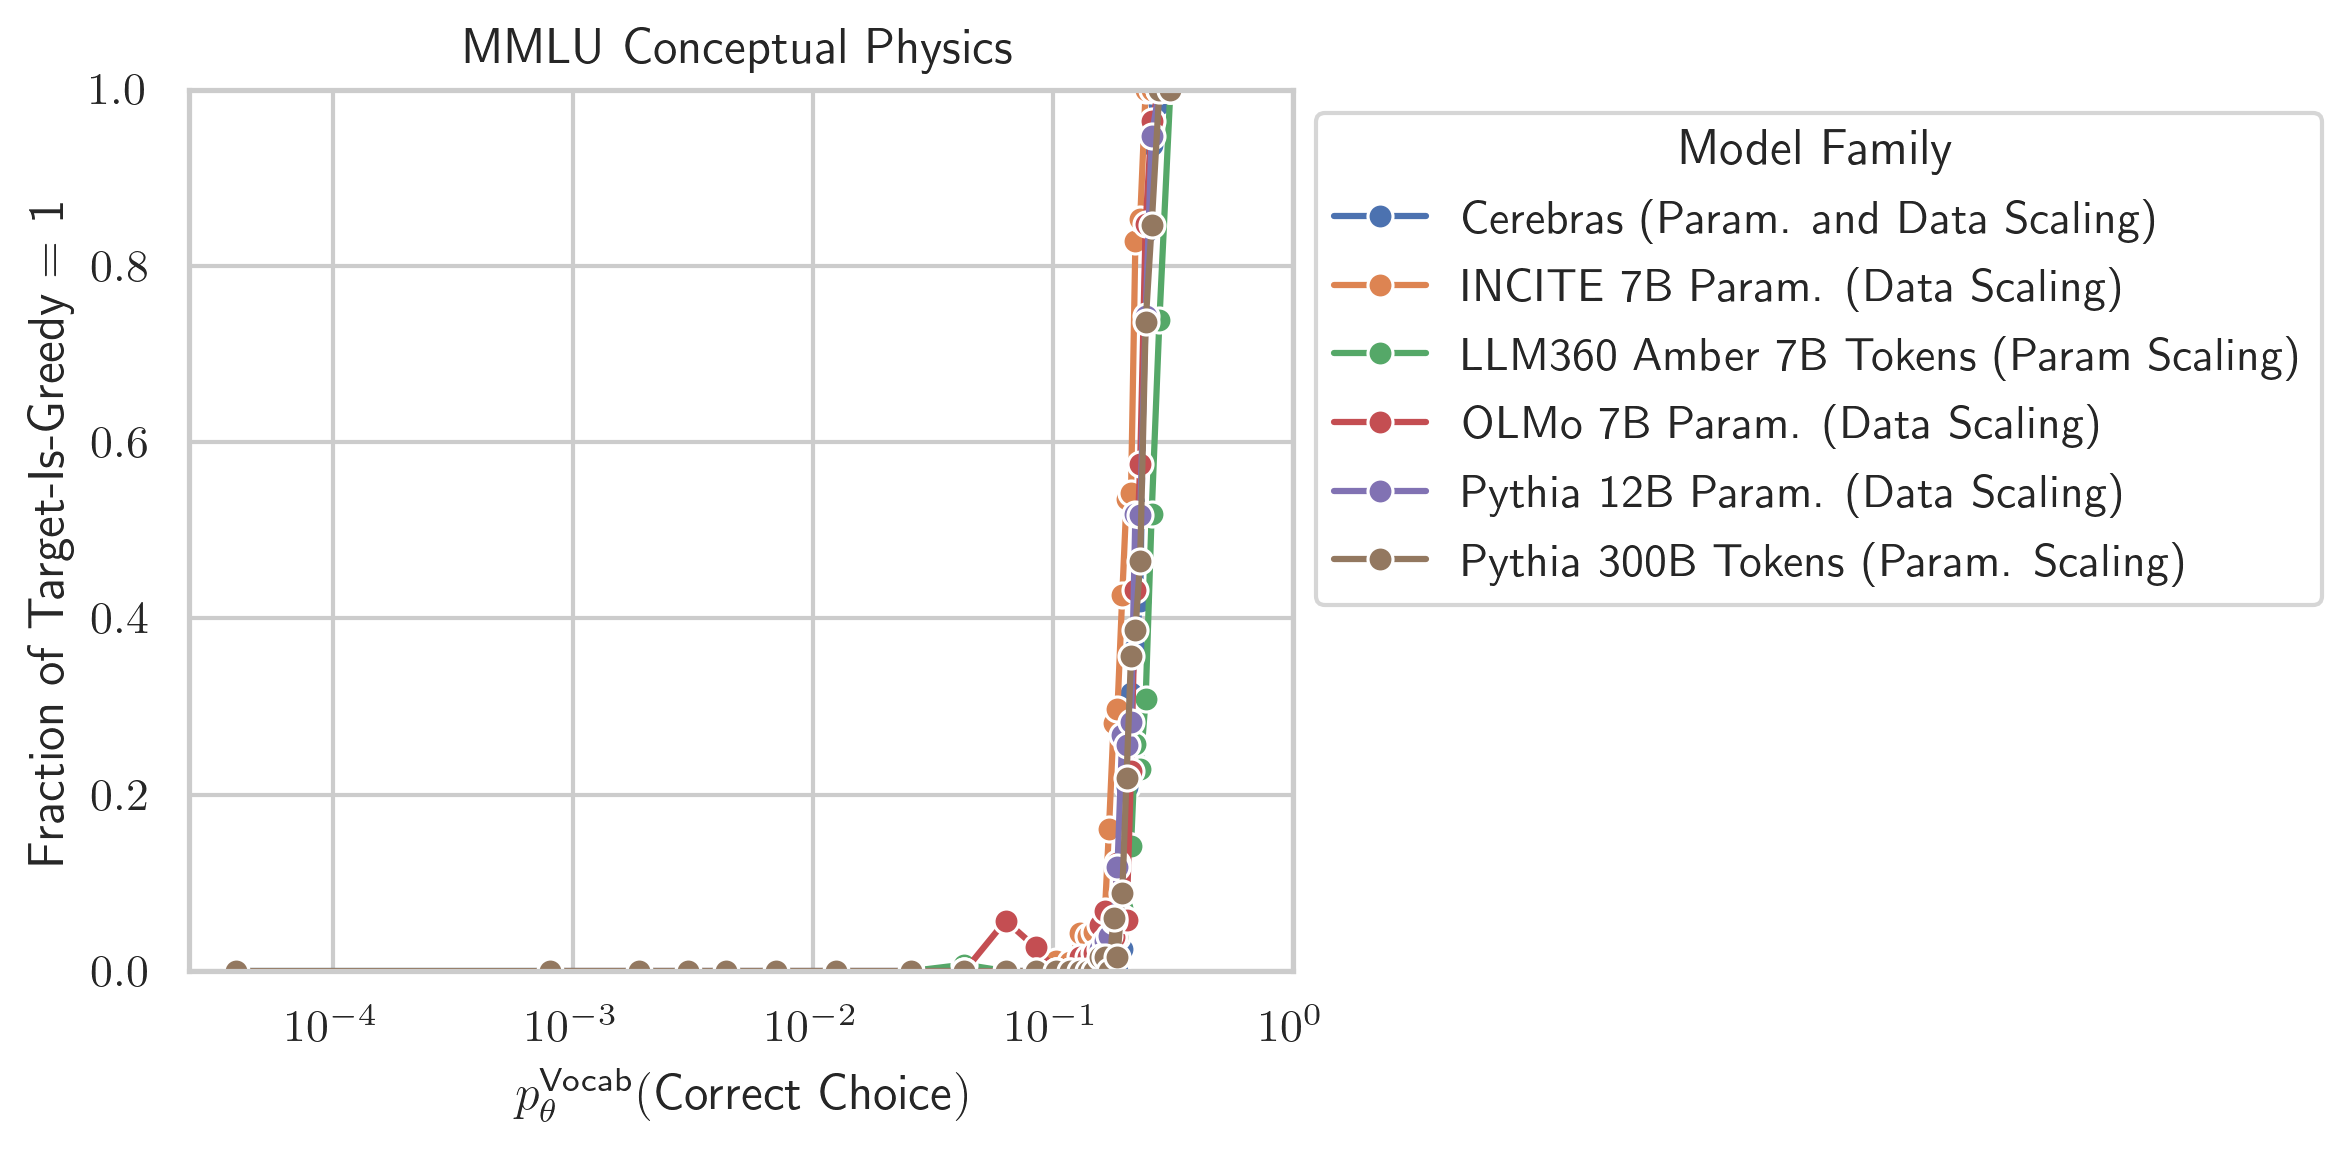 MMLU Conceptual Physics
Fraction of Target-Is-Greedy = 1
1.0
0.8
0.6
0.4
0.2
0.0
10⁻⁴ 10⁻³ 10⁻² 10⁻¹ 10⁰
p_θ^Vocab(Correct Choice)
Model Family
Cerebras (Param. and Data Scaling)
INCITE 7B Param. (Data Scaling)
LLM360 Amber 7B Tokens (Param Scaling)
OLMo 7B Param. (Data Scaling)
Pythia 12B Param. (Data Scaling)
Pythia 300B Tokens (Param. Scaling)